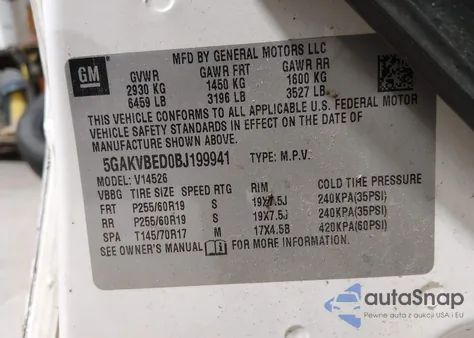 GM
MFD BY GENERAL MOTORS LLC
GVWR GAWR FRT GAWR RR
2930 KG 1450 KG 1600 KG
6459 LB 3196 LB 3527 LB
THIS VEHICLE CONFORMS TO ALL APPLICABLE U.S. FEDERAL MOTOR
VEHICLE SAFETY STANDARDS IN EFFECT ON THE DATE OF
MANUFACTURE SHOWN ABOVE.
5GAKVBED0BJ199941 TYPE: M.P.V.
MODEL: V14526
VBBG TIRE SIZE SPEED RTG RIM COLD TIRE PRESSURE
FRT P255/60R19 S 19X7.5J 240KPA(35PSI)
RR P255/60R19 S 19X7.5J 240KPA(35PSI)
SPA T145/70R17 M 17X4.5B 420KPA(60PSI)
SEE OWNER'S MANUAL FOR MORE INFORMATION
autoSnap
Pewne auta z USA i EU